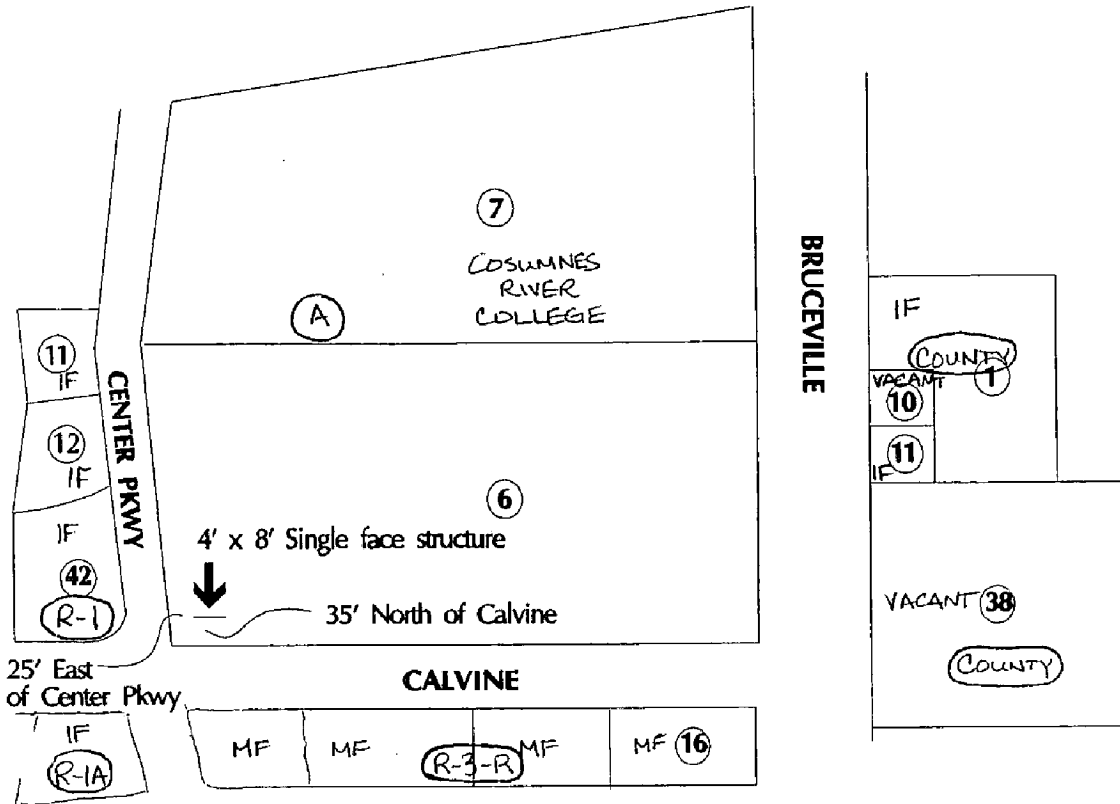 7
COSUMNES
RIVER
COLLEGE
A
BRUCEVILLE
IF
COUNTY
1
VACANT
10
11
IF
11
IF
12
IF
CENTER PKWY
IF
42
R-1
6
4' x 8' Single face structure
35' North of Calvine
25' East
of Center Pkwy
CALVINE
VACANT 38
COUNTY
IF
R-1A
MF MF R-3-R MF MF 16